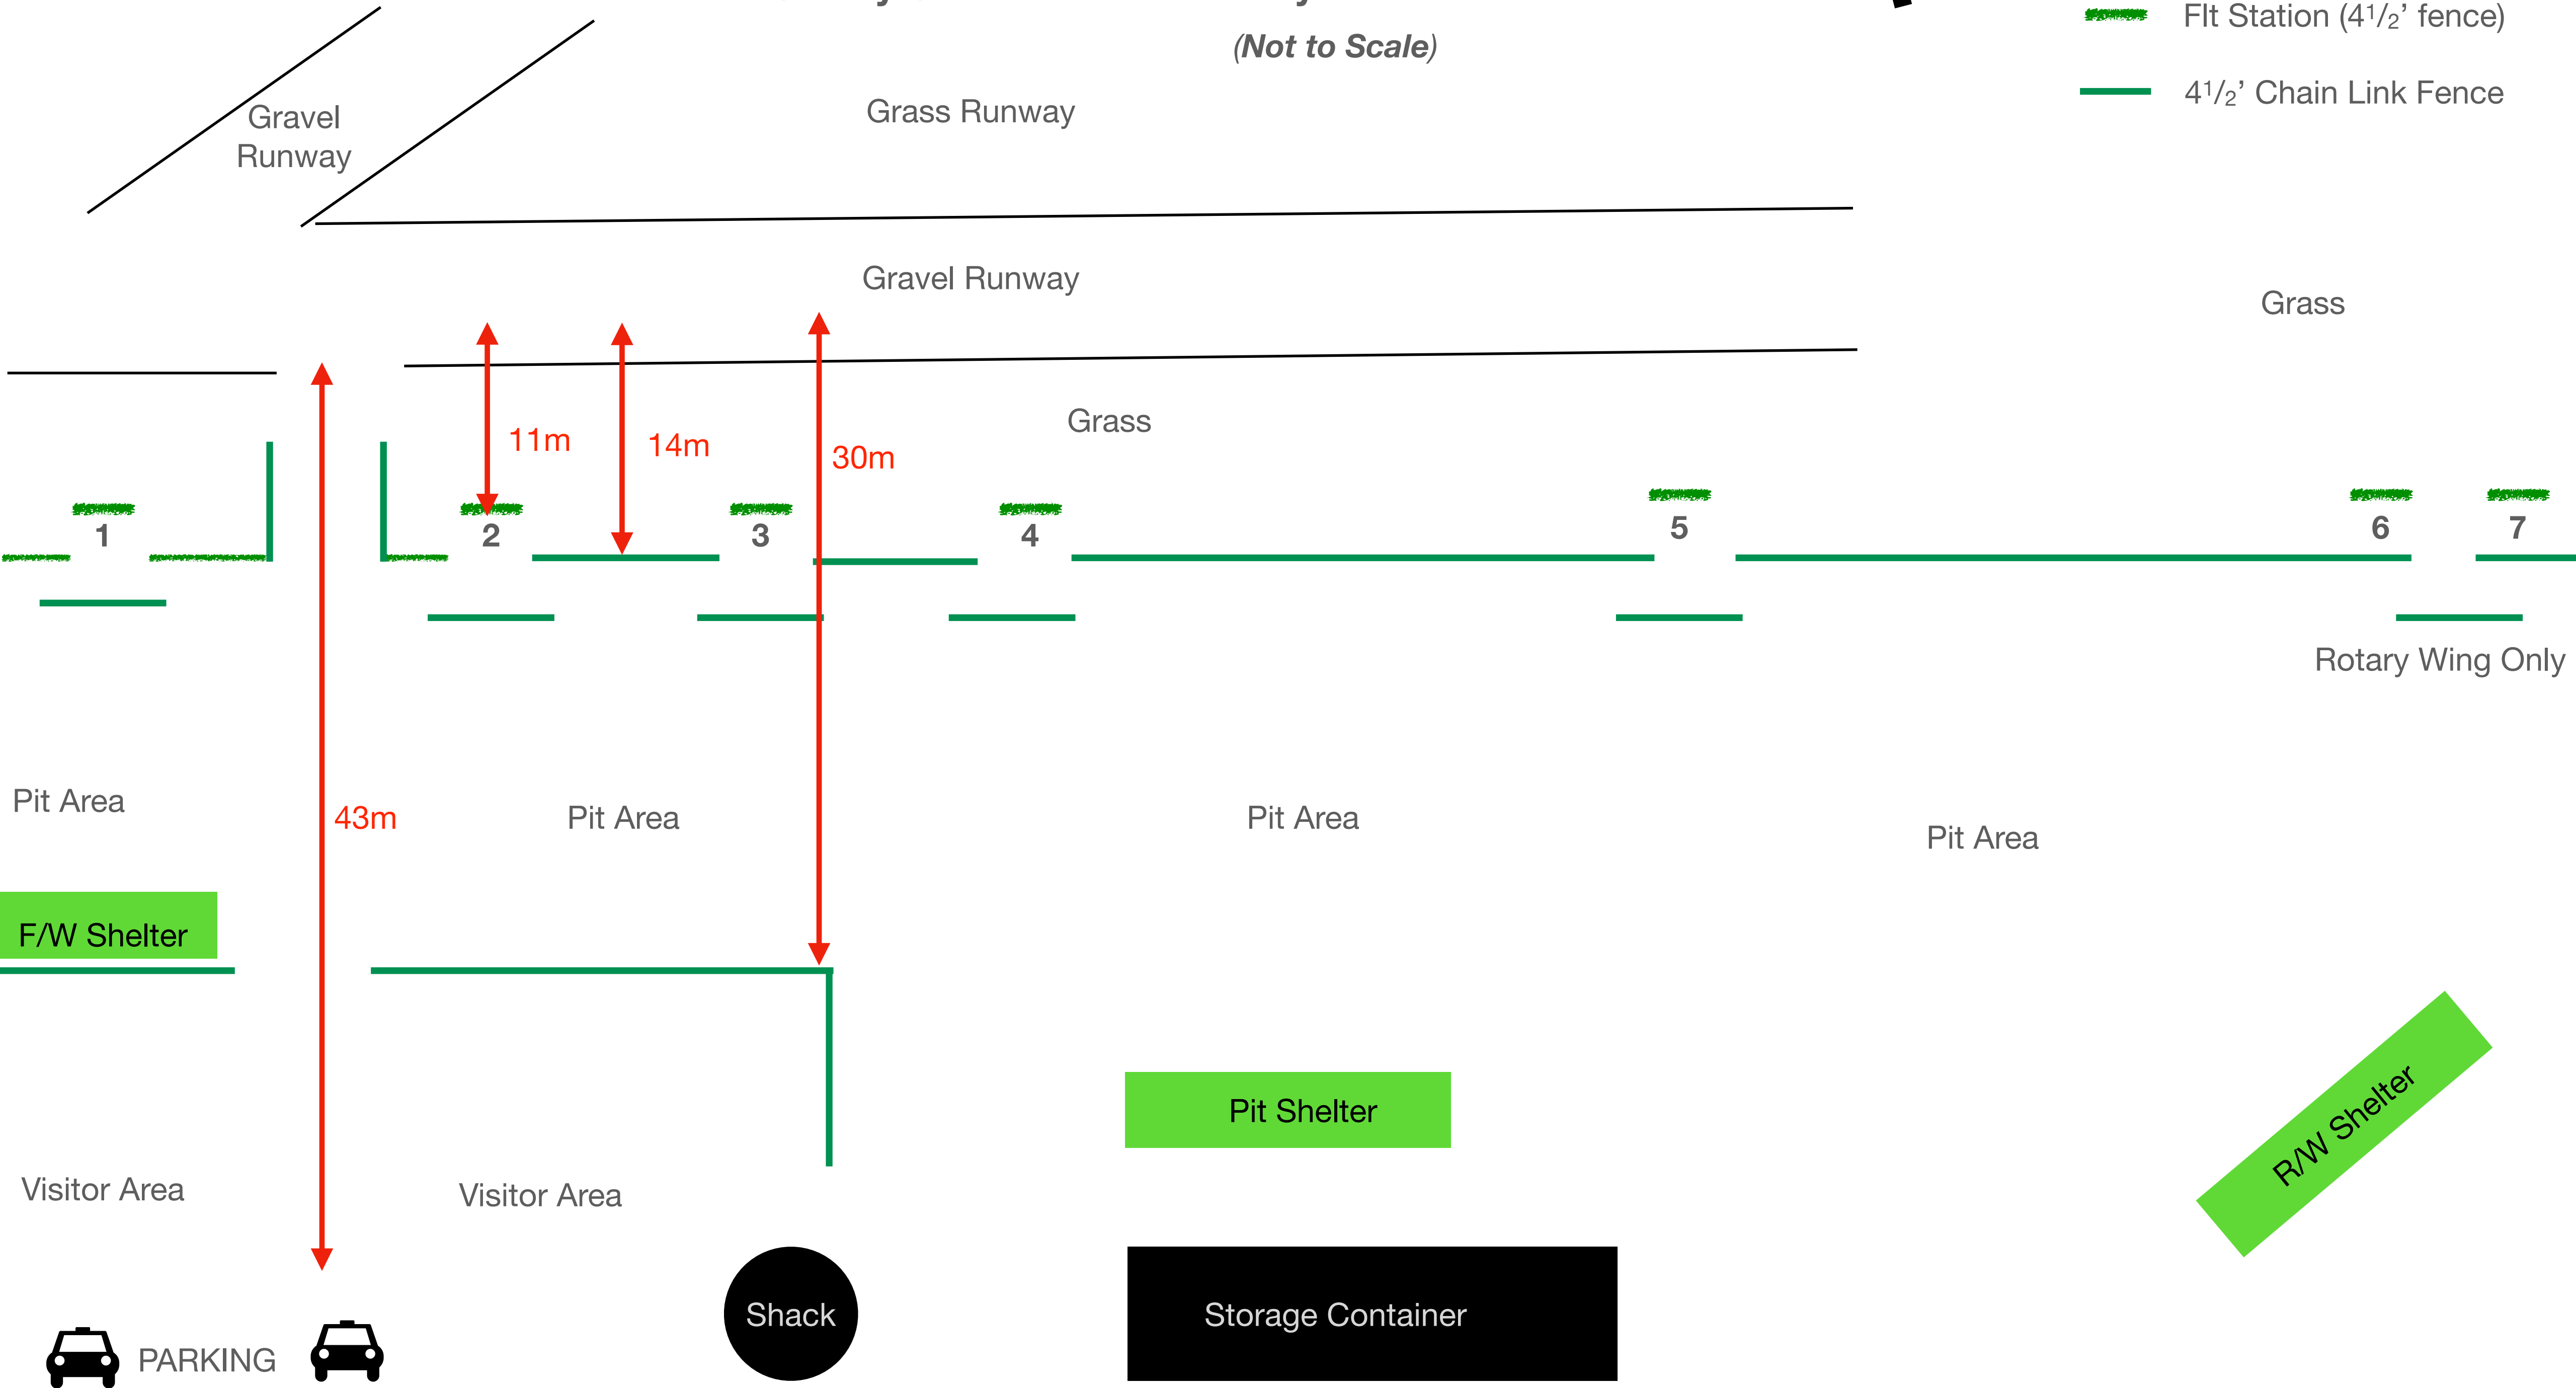 (Not to Scale)
Flt Station (4¹/₂’ fence)
4¹/₂’ Chain Link Fence
Gravel
Runway
Grass Runway
Gravel Runway
Grass
Grass
11m
14m
30m
1
2
3
4
5
6
7
Rotary Wing Only
Pit Area
43m
Pit Area
Pit Area
Pit Area
F/W Shelter
Pit Shelter
R/W Shelter
Visitor Area
Visitor Area
Shack
Storage Container
PARKING